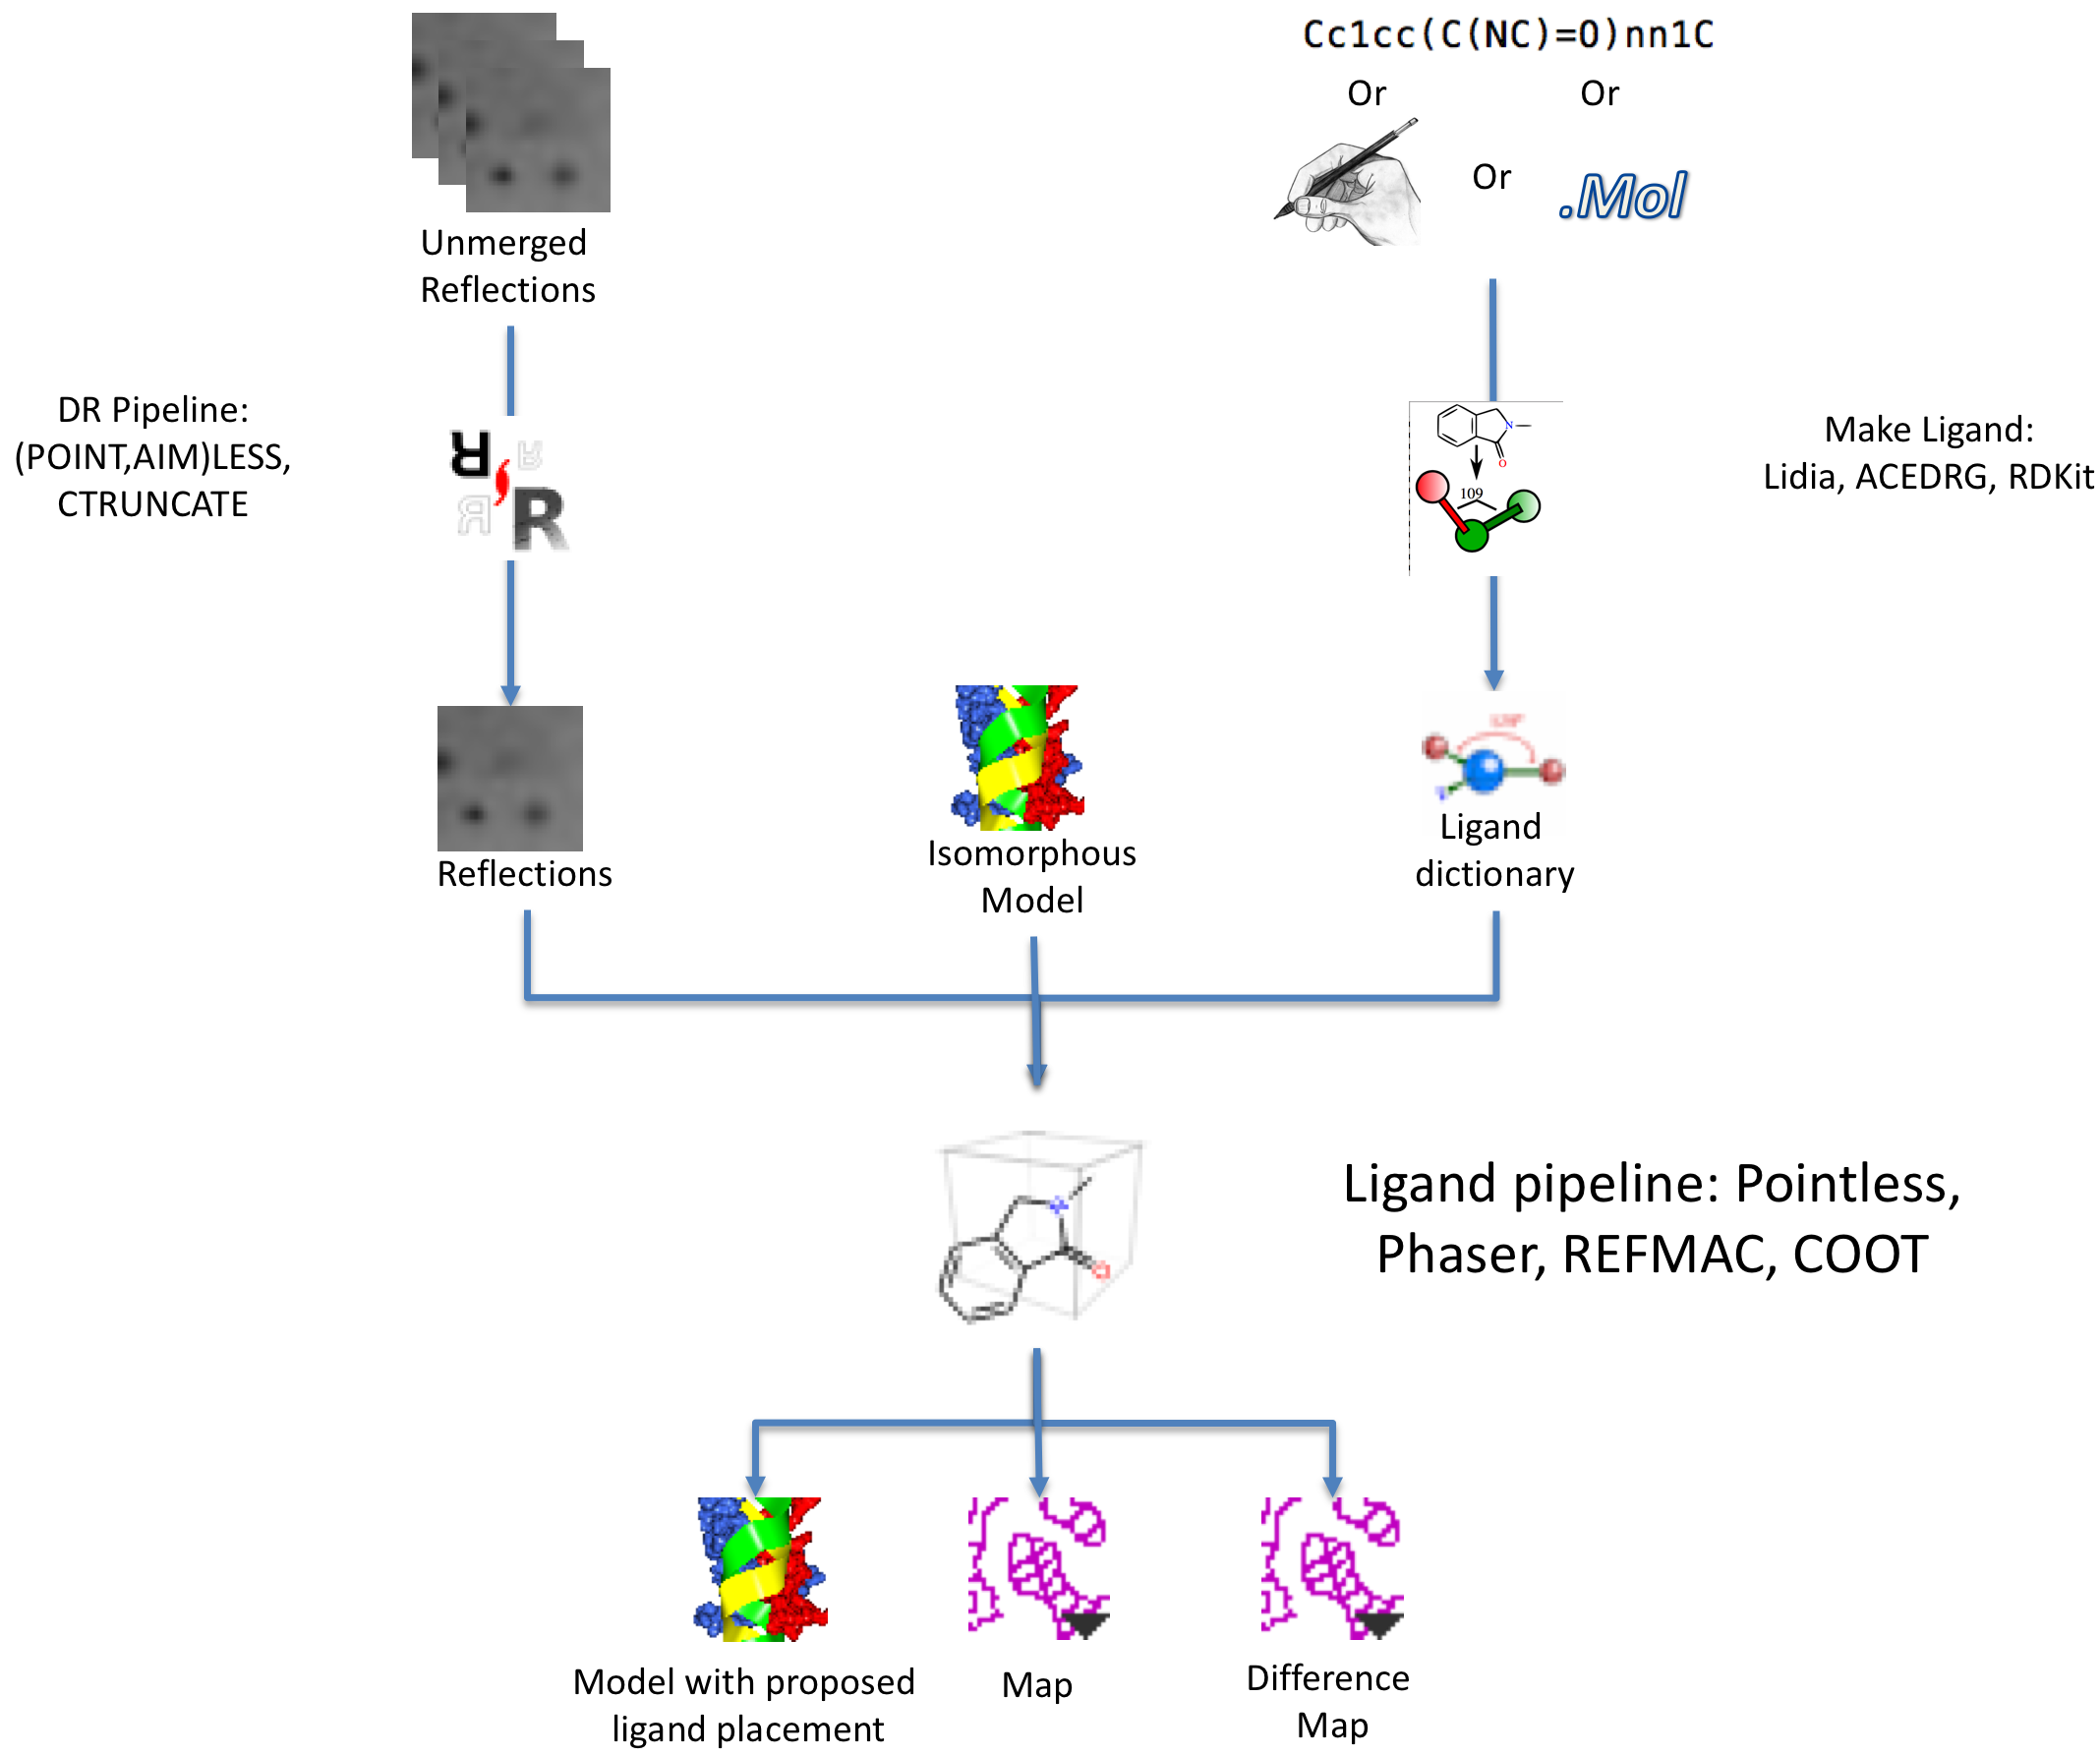 Cc1cc(C(NC)=O)nn1C
Or
Or
Or
.Mol
Unmerged
Reflections
DR Pipeline:
(POINT,AIM)LESS,
CTRUNCATE
R
R
R
R
N
O
109
Make Ligand:
Lidia, ACEDRG, RDKit
Reflections
Isomorphous
Model
Ligand
dictionary
Ligand pipeline: Pointless,
Phaser, REFMAC, COOT
Model with proposed
ligand placement
Map
Difference
Map